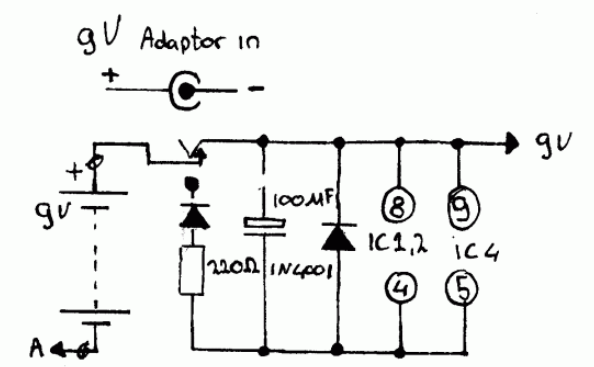 9V Adaptor in
+ -
9V
+
9V
100MF
8
9
IC1,2
IC4
220Ω
1N4001
4
5
A